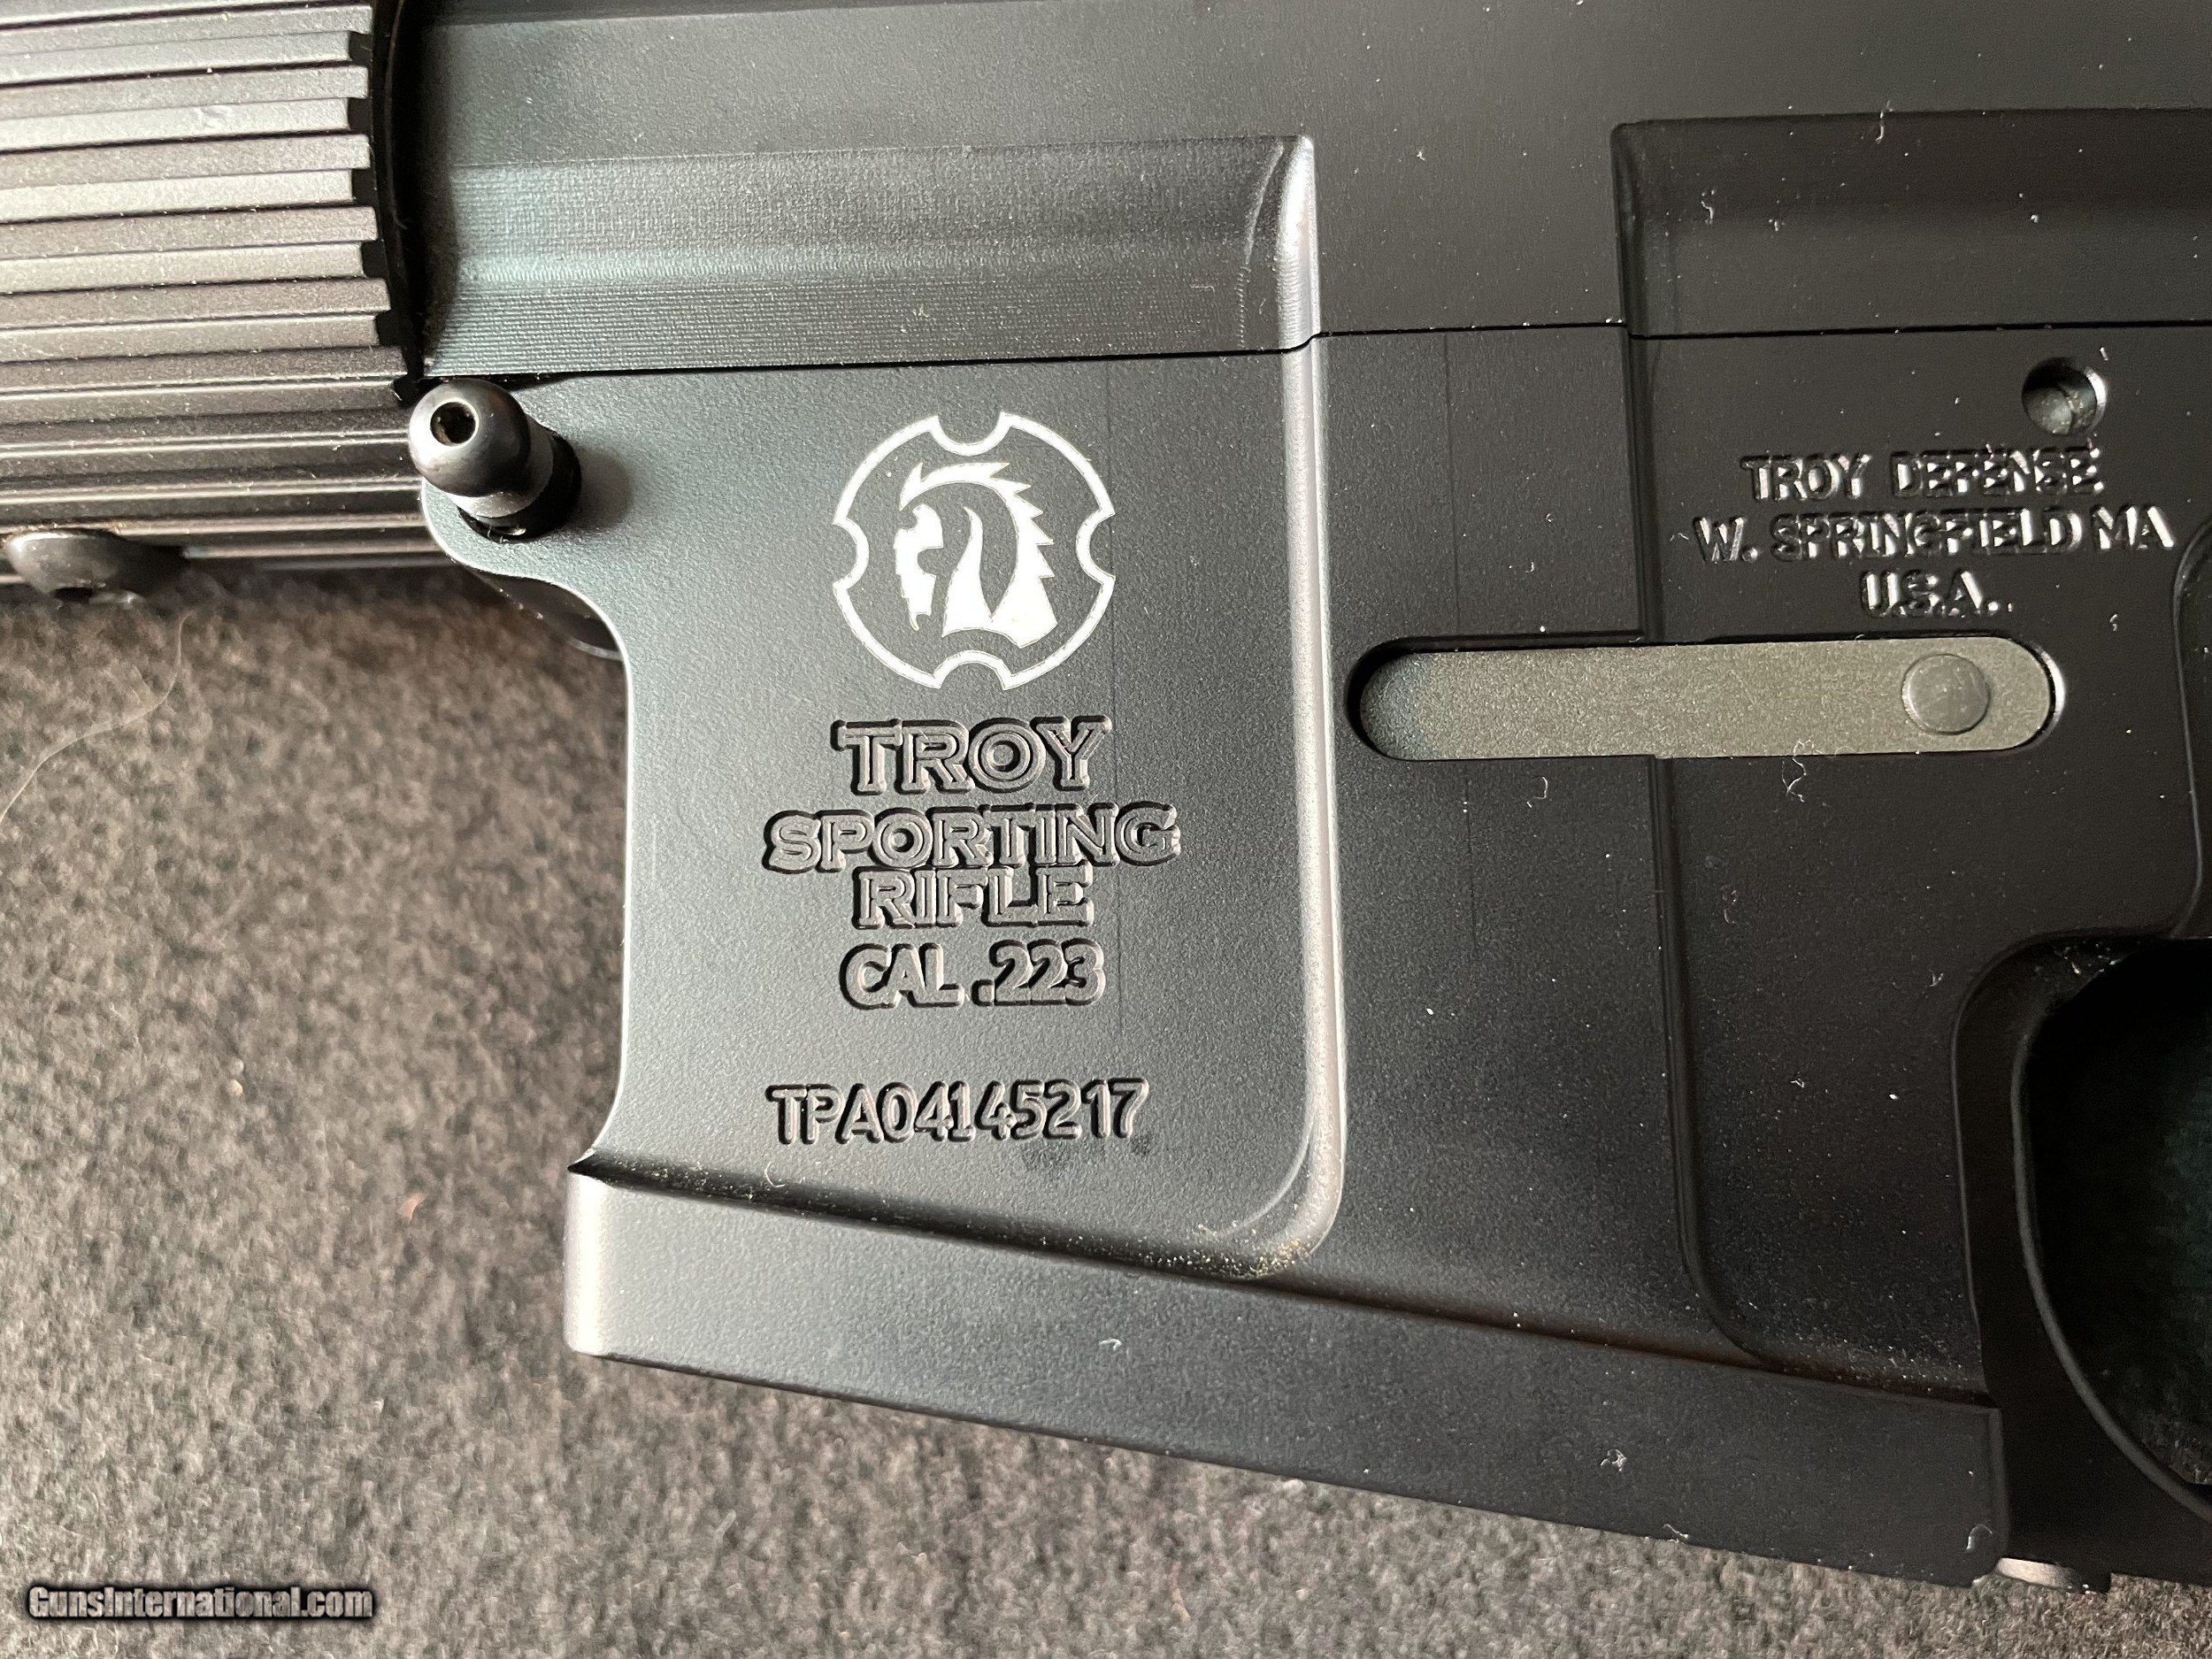 TROY
SPORTING
RIFLE
CAL .223
TPA04145217
TROY DEFENSE
W. SPRINGFIELD MA
U.S.A.
GunsInternational.com